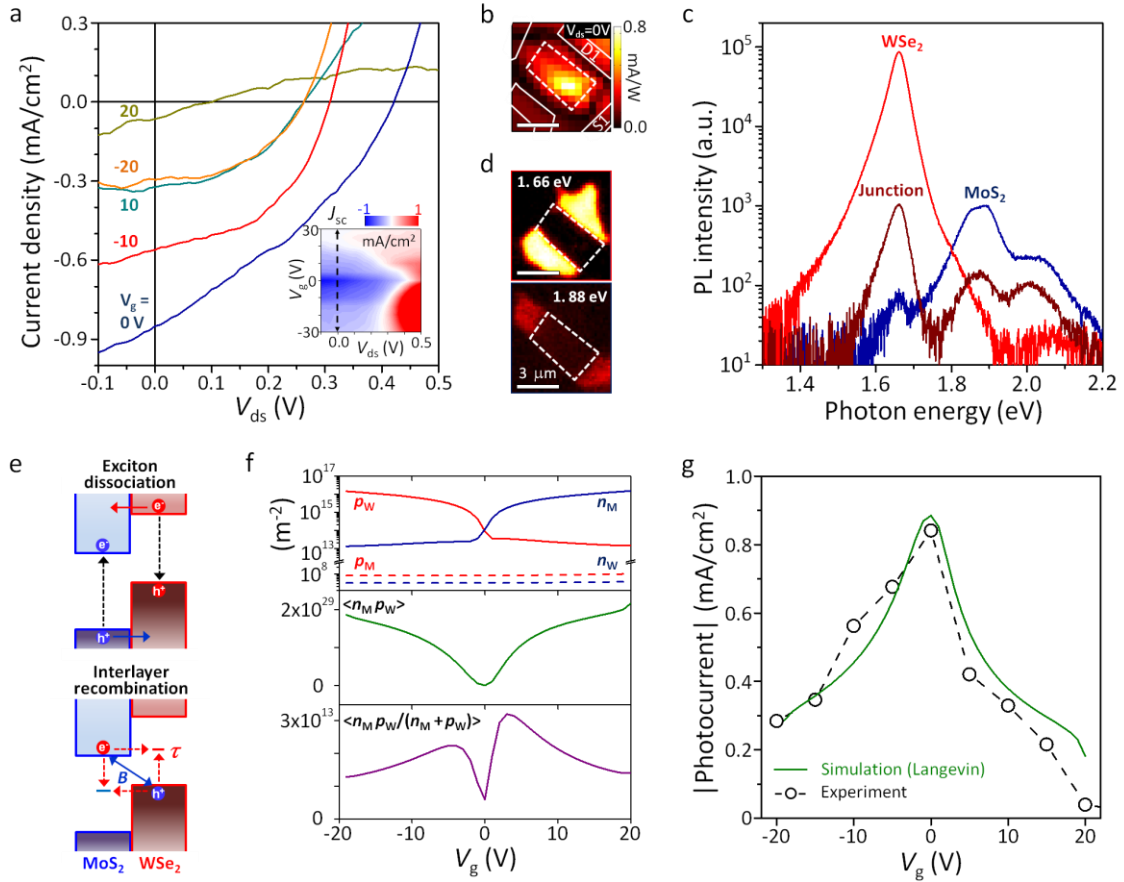 a
Current density (mA/cm²)
0.3
0.0
-0.3
-0.6
-0.9
20
-20
10
-10
V_g =
0 V
-0.1
0.0
0.1
0.2
0.3
0.4
0.5
V_ds (V)
J_sc
-1
1
mA/cm²
30
0
-30
V_g (V)
0.0
0.5
V_ds (V)
b
V_ds=0V
D1
S1
0.8
0.0
mA/W
c
PL intensity (a.u.)
10⁵
10⁴
10³
10²
10¹
WSe₂
Junction
MoS₂
1.4
1.6
1.8
2.0
2.2
Photon energy (eV)
d
1.66 eV
1.88 eV
3 μm
e
Exciton
dissociation
e⁻
e⁻
h⁺
h⁺
Interlayer
recombination
e⁻
τ
B
h⁺
MoS₂
WSe₂
f
-20
-10
0
10
20
(m⁻²)
10¹⁷
10¹⁵
10¹³
10⁸
10³
p_W
n_M
p_M
n_W
<n_M p_W>
2x10²⁹
0
<n_M p_W/(n_M + p_W)>
3x10¹³
0
-20
-10
0
10
20
V_g (V)
g
|Photocurrent| (mA/cm²)
1.0
0.8
0.6
0.4
0.2
0
Simulation (Langevin)
Experiment
-20
-10
0
10
20
V_g (V)